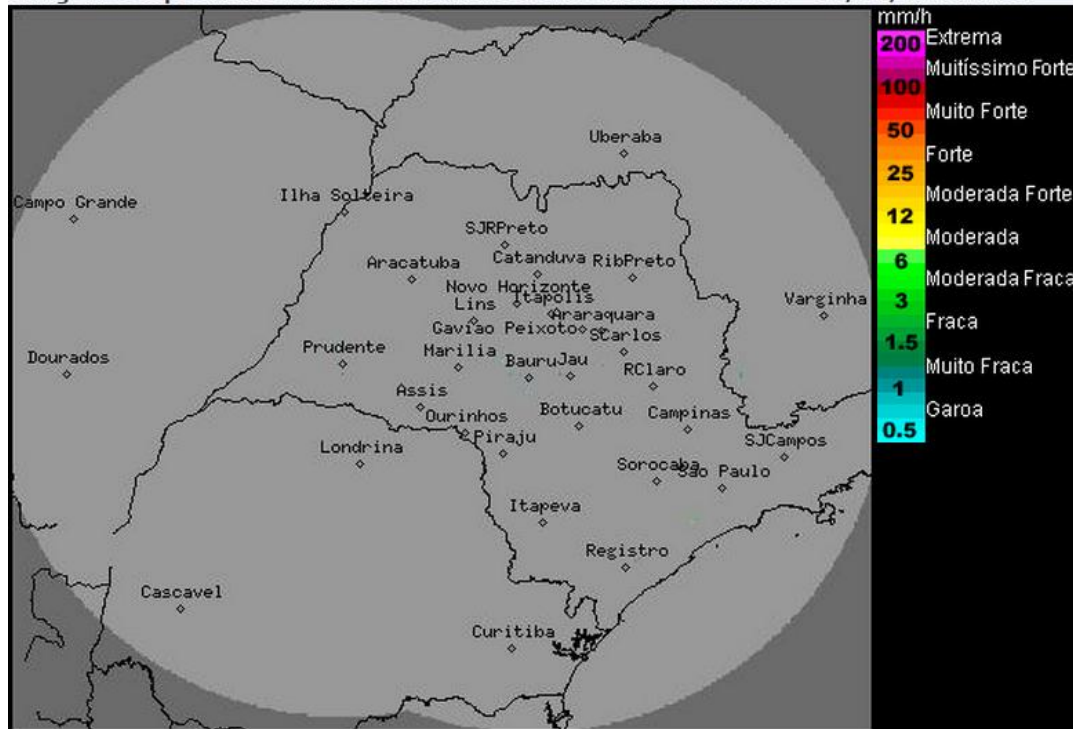 mm/h
200 Extrema
Muitíssimo Forte
100
Muito Forte
50
Forte
25
Moderada Forte
12
Moderada
6
Moderada Fraca
3
Fraca
1.5
Muito Fraca
1
Garoa
0.5
Uberaba
Ilha Solteira
Campo Grande
SJRPreto
Catanduva
RibPreto
Aracatuba
Novo Horizonte
Itapolis
Lins
Araraquara
Varginha
Gaviao Peixoto
SCarlos
Prudente
Marilia
Dourados
Bauru
Jau
RClaro
Assis
Ourinhos
Botucatu
Campinas
Piraju
Londrina
SJCampos
Sorocaba
Sao Paulo
Itapeva
Registro
Cascavel
Curitiba